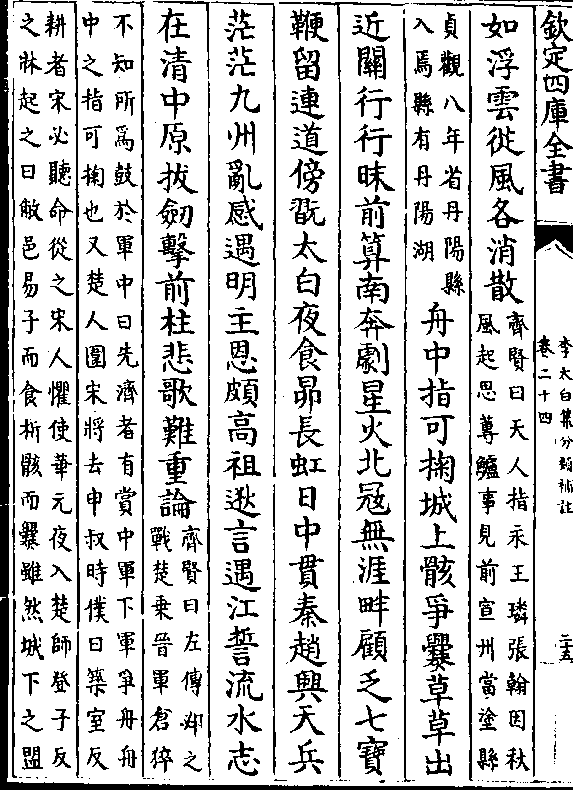 欽定四庫全書
李太白集分類補註
卷二十四
二五
如浮雲從風各消散
齊賢曰天人指永王璘張翰因秋
風起思蓴鱸事見前宣州當塗縣
貞觀八年省丹陽縣
入焉縣有丹陽湖
舟中指可掬城上骸爭爨草草出
近關行行昧前算南奔劇星火北冦無涯畔顧乏七寶
鞭留連道傍翫太白夜食昴長虹日中貫秦趙興天兵
茫茫九州亂感遇明主恩頗高祖逖言過江誓流水志
在清中原拔劒擊前柱悲歌難重論
齊賢曰左傳邲之
戰楚乗晉軍倉猝
不知所為鼓於軍中曰先濟者有賞中軍下軍爭舟舟
中之指可掬也又楚人圍宋將去申叔時僕曰築室反
耕者宋必聽命從之宋人懼使華元夜入楚師登子反
之牀起之曰敝邑易子而食析骸而爨雖然城下之盟